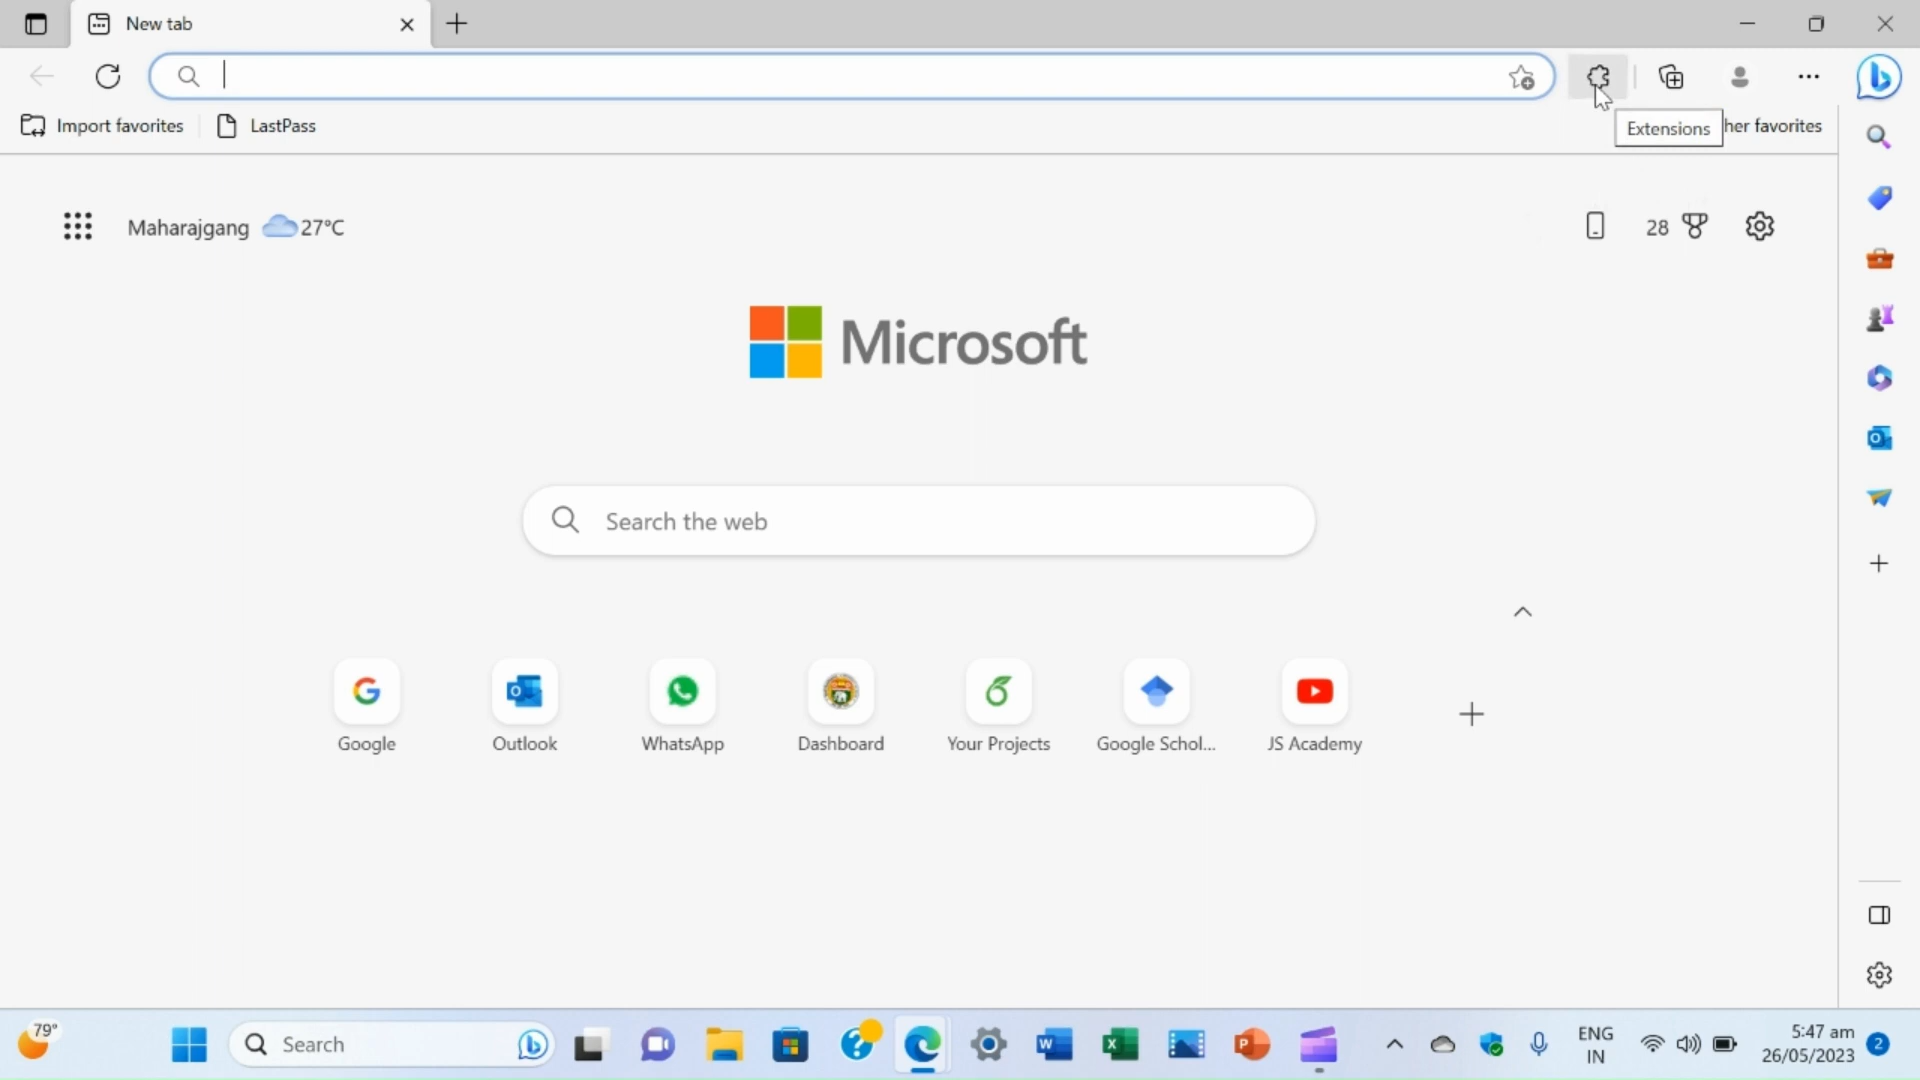 New tab
Import favorites
LastPass
Extensions
her favorites
Maharajgang
27°C
28
Microsoft
Search the web
Google
Outlook
WhatsApp
Dashboard
Your Projects
Google Schol...
JS Academy
79°
Search
ENG
IN
5:47 am
26/05/2023
2